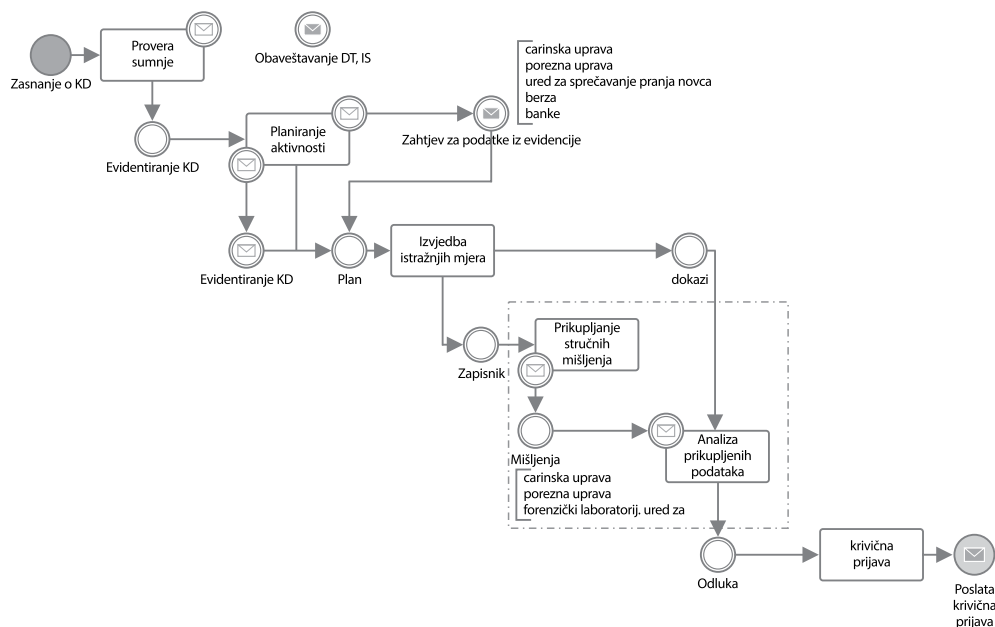 Provera
sumnje
Zasnanje o KD
Obaveštavanje DT, IS
carinska uprava
porezna uprava
ured za sprečavanje pranja novca
berza
banke
Evidentiranje KD
Planiranje
aktivnosti
Zahtjev za podatke iz evidencije
Evidentiranje KD
Plan
Izvjedba
istražnjih mjera
dokazi
Zapisnik
Prikupljanje
stručnih
mišljenja
Mišljenja
carinska uprava
porezna uprava
forenzički laboratorij. ured za
Analiza
prikupljenih
podataka
Odluka
krivična
prijava
Poslata
krivična
prijava